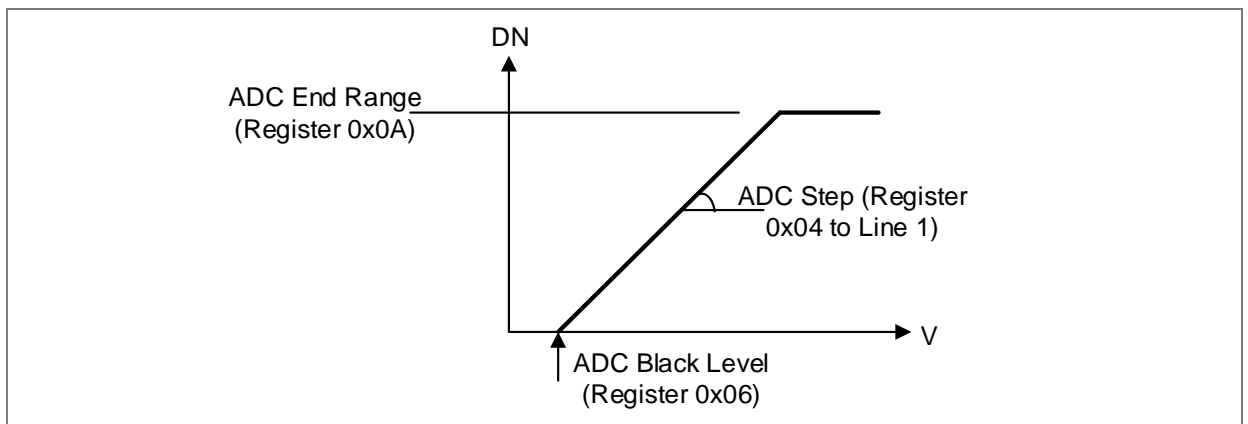 DN
ADC End Range
(Register 0x0A)
ADC Step (Register
0x04 to Line 1)
V
ADC Black Level
(Register 0x06)